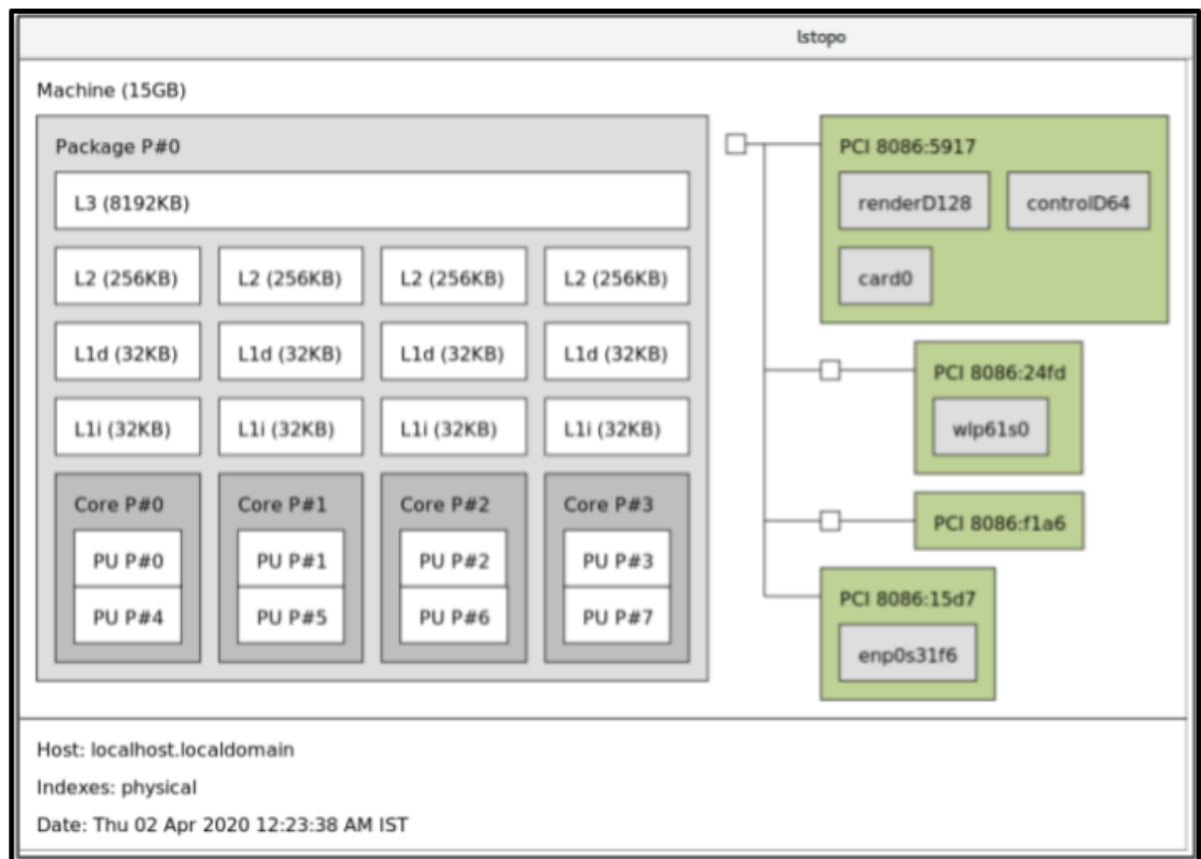 lstopo
Machine (15GB)
Package P#0
L3 (8192KB)
L2 (256KB) L2 (256KB) L2 (256KB) L2 (256KB)
L1d (32KB) L1d (32KB) L1d (32KB) L1d (32KB)
L1i (32KB) L1i (32KB) L1i (32KB) L1i (32KB)
Core P#0 Core P#1 Core P#2 Core P#3
PU P#0 PU P#1 PU P#2 PU P#3
PU P#4 PU P#5 PU P#6 PU P#7
PCI 8086:5917
renderD128 controlD64
card0
PCI 8086:24fd
wlp61s0
PCI 8086:f1a6
PCI 8086:15d7
enp0s31f6
Host: localhost.localdomain
Indexes: physical
Date: Thu 02 Apr 2020 12:23:38 AM IST